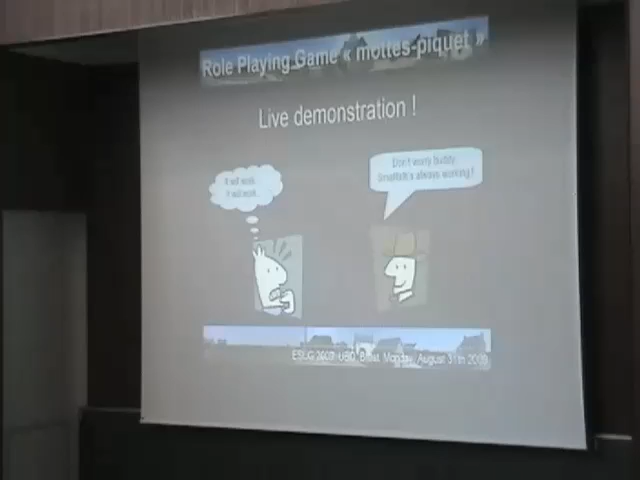 Role Playing Game « mottes-piquet »
Live demonstration !
It will work...
It will work...
Don't worry buddy
Smalltalk's always working !
ESUG 2009, UBO, Brest, Monday, August 31th 2009